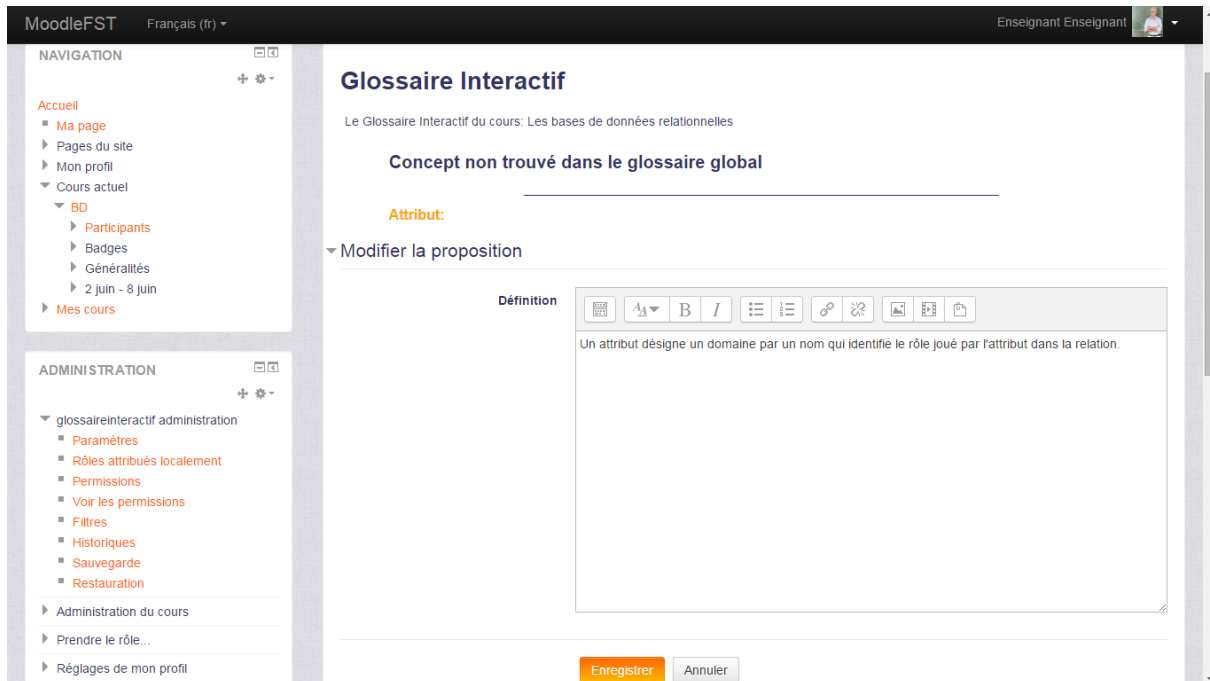 MoodleFST Français (fr)
Enseignant Enseignant
NAVIGATION
Accueil
Ma page
Pages du site
Mon profil
Cours actuel
BD
Participants
Badges
Généralités
2 juin - 8 juin
Mes cours
ADMINISTRATION
glossaireinteractif administration
Paramètres
Rôles attribués localement
Permissions
Voir les permissions
Filtres
Historiques
Sauvegarde
Restauration
Administration du cours
Prendre le rôle...
Réglages de mon profil
Glossaire Interactif
Le Glossaire Interactif du cours: Les bases de données relationnelles
Concept non trouvé dans le glossaire global
Attribut:
Modifier la proposition
Définition
Un attribut désigne un domaine par un nom qui identifie le rôle joué par l'attribut dans la relation.
Enregistrer Annuler